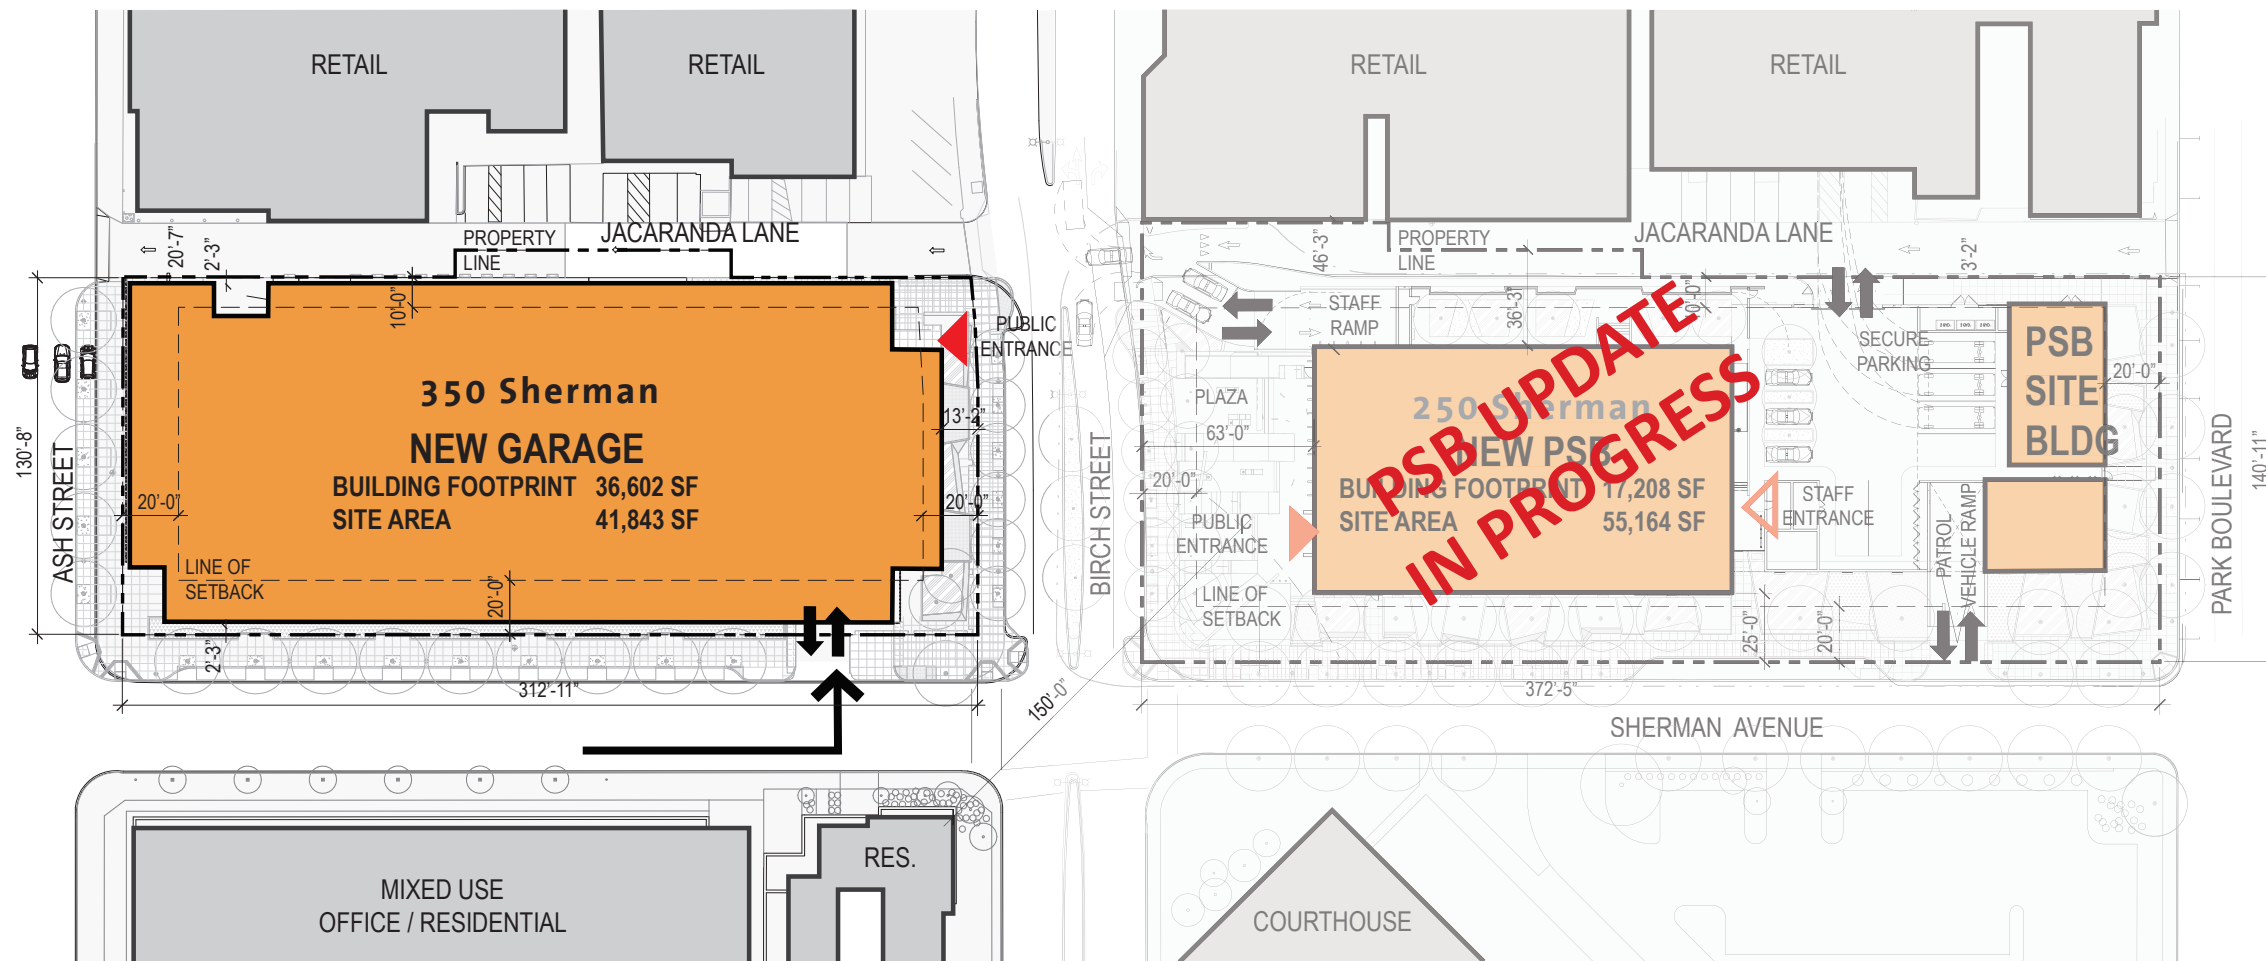 RETAIL
RETAIL
RETAIL
RETAIL
PROPERTY
LINE
JACARANDA LANE
PROPERTY
LINE
JACARANDA LANE
20'-7"
2'-3"
10'-0"
46'-3"
36'-3"
3'-2"
PUBLIC
ENTRANCE
STAFF
RAMP
SECURE
PARKING
PSB
SITE
BLDG
20'-0"
350 Sherman
NEW GARAGE
BUILDING FOOTPRINT 36,602 SF
SITE AREA 41,843 SF
13'-2"
20'-0"
20'-0"
LINE OF
SETBACK
20'-0"
2'-3"
130'-8"
ASH STREET
312'-11"
BIRCH STREET
PLAZA
63'-0"
20'-0"
PUBLIC
ENTRANCE
LINE OF
SETBACK
250 Sherman
NEW PSB
BUILDING FOOTPRINT 17,208 SF
SITE AREA 55,164 SF
PSB UPDATE
IN PROGRESS
STAFF
ENTRANCE
PATROL
VEHICLE RAMP
25'-0"
20'-0"
PARK BOULEVARD
140'-11"
150'-0"
372'-5"
SHERMAN AVENUE
MIXED USE
OFFICE / RESIDENTIAL
RES.
COURTHOUSE